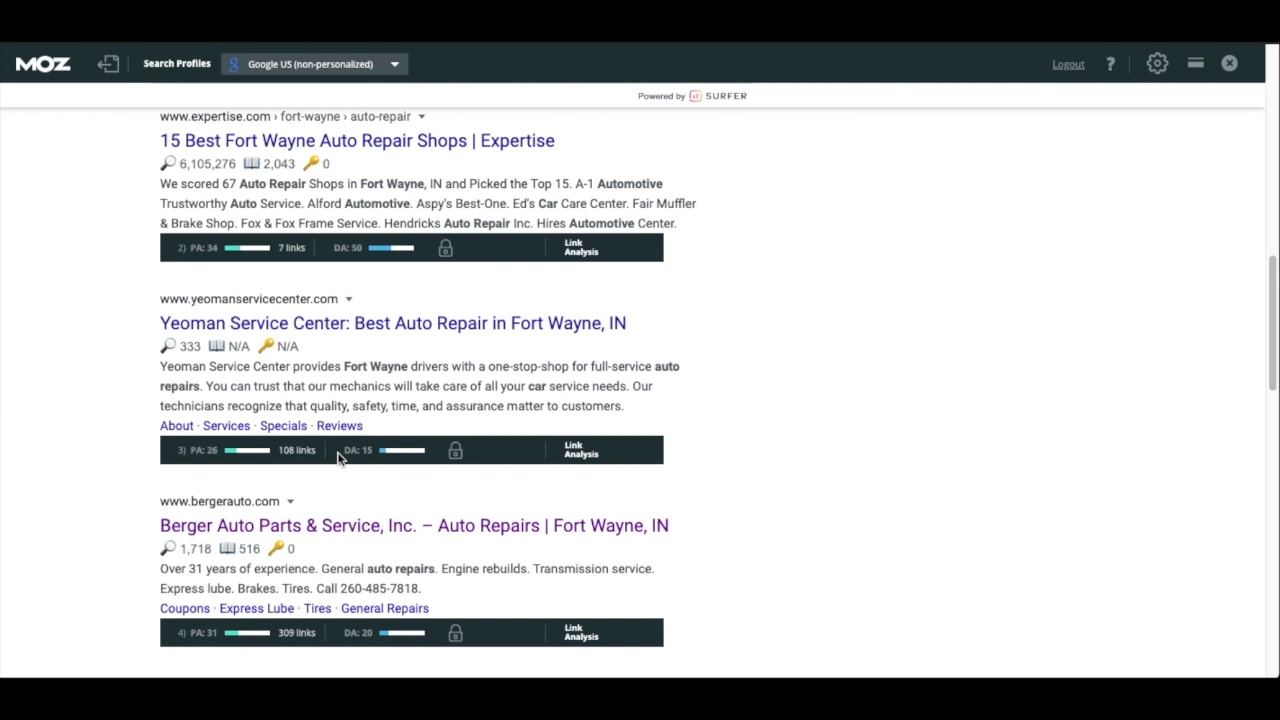 MOZ Search Profiles Google US (non-personalized) Logout ?
Powered by SURFER
www.expertise.com › fort-wayne › auto-repair
15 Best Fort Wayne Auto Repair Shops | Expertise
6,105,276 2,043 0
We scored 67 Auto Repair Shops in Fort Wayne, IN and Picked the Top 15. A-1 Automotive
Trustworthy Auto Service. Alford Automotive. Aspy's Best-One. Ed's Car Care Center. Fair Muffler
& Brake Shop. Fox & Fox Frame Service. Hendricks Auto Repair Inc. Hires Automotive Center.
2) PA: 34 7 links DA: 50 Link
Analysis
www.yeomanservicecenter.com
Yeoman Service Center: Best Auto Repair in Fort Wayne, IN
333 N/A N/A
Yeoman Service Center provides Fort Wayne drivers with a one-stop-shop for full-service auto
repairs. You can trust that our mechanics will take care of all your car service needs. Our
technicians recognize that quality, safety, time, and assurance matter to customers.
About · Services · Specials · Reviews
3) PA: 26 108 links DA: 15 Link
Analysis
www.bergerauto.com
Berger Auto Parts & Service, Inc. – Auto Repairs | Fort Wayne, IN
1,718 516 0
Over 31 years of experience. General auto repairs. Engine rebuilds. Transmission service.
Express lube. Brakes. Tires. Call 260-485-7818.
Coupons · Express Lube · Tires · General Repairs
4) PA: 31 309 links DA: 20 Link
Analysis